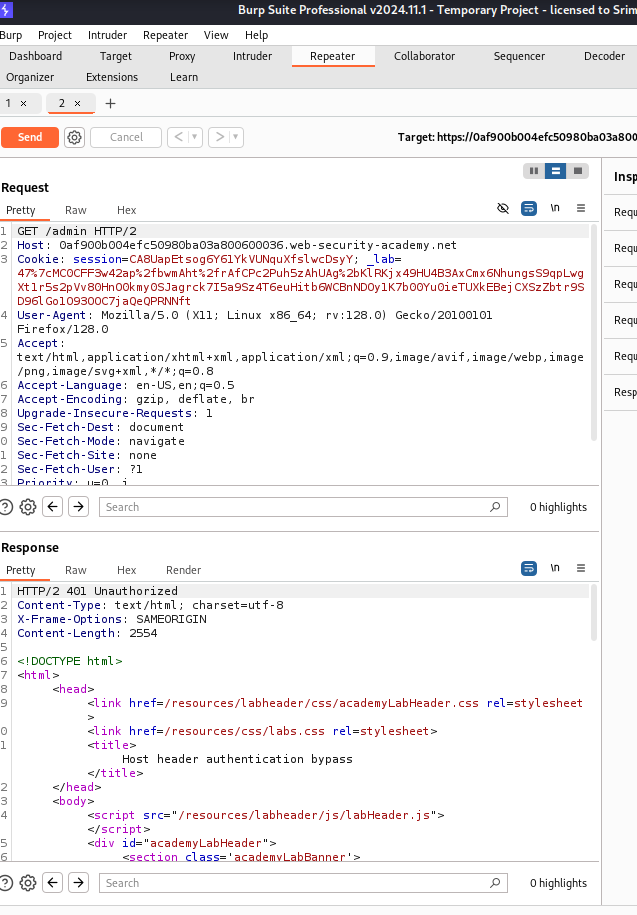 Burp Suite Professional v2024.11.1 - Temporary Project - licensed to Srim
Burp Project Intruder Repeater View Help
Dashboard Target Proxy Intruder Repeater Collaborator Sequencer Decoder
Organizer Extensions Learn
1 × 2 × +
Send Cancel < > Target: https://0af900b004efc50980ba03a800
Request
Insp
Pretty Raw Hex \n
Requ
1 GET /admin HTTP/2
2 Host: 0af900b004efc50980ba03a800600036.web-security-academy.net
3 Cookie: session=CA8UapEtsog6Y61YkVUNquXfslwcDsyY; _lab=
47%7cMC0CFF3w42ap%2fbwmAht%2frAfCPc2Puh5zAhUAg%2bKlRKjx49HU4B3AxCmx6NhungsS9qpLwg
Xt1r5s2pVv80HnO0kmy0SJagrck7I5a9Sz4T6euHitb6WCBnNDOy1K7b00Yu0ieTUXkEBejCXSzZbtr9S
D96lGo1O93OOC7jaQeQPRNNft
4 User-Agent: Mozilla/5.0 (X11; Linux x86_64; rv:128.0) Gecko/20100101
Firefox/128.0
5 Accept:
text/html,application/xhtml+xml,application/xml;q=0.9,image/avif,image/webp,image
/png,image/svg+xml,*/*;q=0.8
6 Accept-Language: en-US,en;q=0.5
7 Accept-Encoding: gzip, deflate, br
8 Upgrade-Insecure-Requests: 1
9 Sec-Fetch-Dest: document
0 Sec-Fetch-Mode: navigate
1 Sec-Fetch-Site: none
2 Sec-Fetch-User: ?1
3 Priority: u=0, i
Requ
Requ
Requ
Requ
Resp
Search 0 highlights
Response
Pretty Raw Hex Render \n
1 HTTP/2 401 Unauthorized
2 Content-Type: text/html; charset=utf-8
3 X-Frame-Options: SAMEORIGIN
4 Content-Length: 2554
5
6 <!DOCTYPE html>
7 <html>
8 <head>
9 <link href=/resources/labheader/css/academyLabHeader.css rel=stylesheet
>
0 <link href=/resources/css/labs.css rel=stylesheet>
1 <title>
Host header authentication bypass
</title>
2 </head>
3 <body>
4 <script src="/resources/labheader/js/labHeader.js">
</script>
5 <div id="academyLabHeader">
6 <section class='academyLabBanner'>
Search 0 highlights